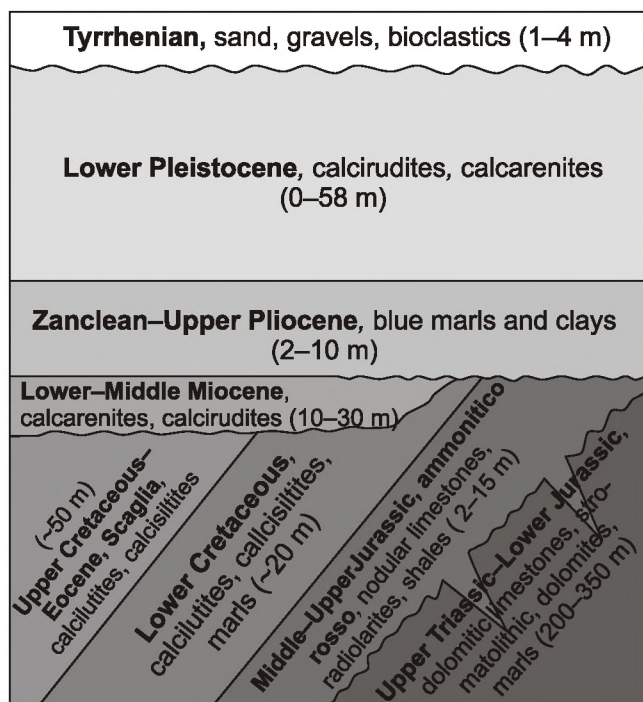 Tyrrhenian, sand, gravels, bioclastics (1–4 m)
Lower Pleistocene, calcirudites, calcarenites
(0–58 m)
Zanclean–Upper Pliocene, blue marls and clays
(2–10 m)
Lower–Middle Miocene,
calcarenites, calcirudites (10–30 m)
(~50 m)
Upper Cretaceous–
Eocene, Scaglia,
calcilutites, calcisiltites
Lower Cretaceous,
calcilutites, callcisiltites,
marls (~20 m)
Middle–UpperJurassic, ammonitico
rosso, nodular limestones,
radiolarites, shales ( 2–15 m)
Upper Triassic–Lower Jurassic,
dolomitic limestones, stro-
matolithic, dolomites,
marls (200–350 m)